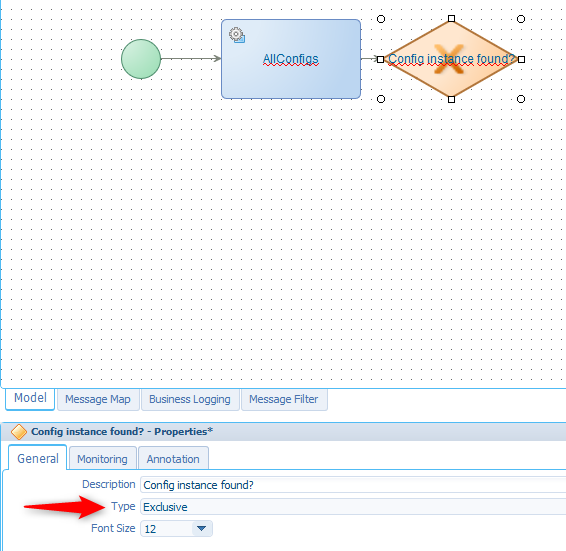 AllConfigs
Config instance found?
Model
Message Map
Business Logging
Message Filter
Config instance found? - Properties*
General
Monitoring
Annotation
Description
Config instance found?
Type
Exclusive
Font Size
12